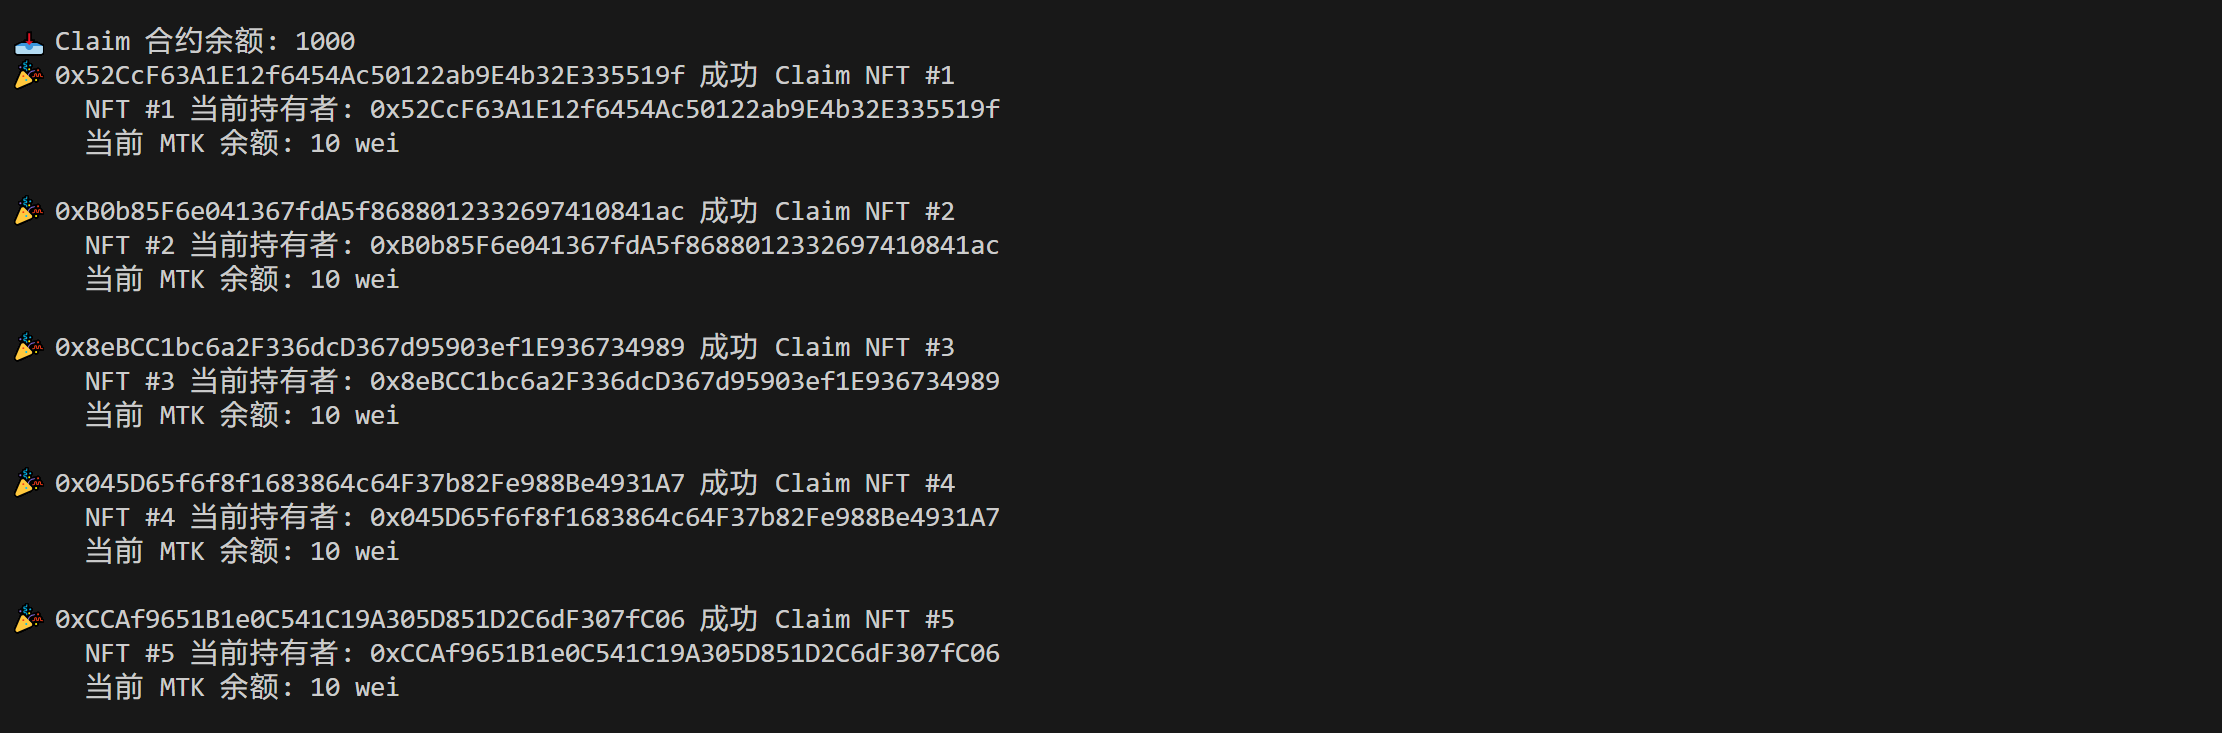 📥 Claim 合约余额: 1000
🎉 0x52CcF63A1E12f6454Ac50122ab9E4b32E335519f 成功 Claim NFT #1
NFT #1 当前持有者: 0x52CcF63A1E12f6454Ac50122ab9E4b32E335519f
当前 MTK 余额: 10 wei
🎉 0xB0b85F6e041367fdA5f8688012332697410841ac 成功 Claim NFT #2
NFT #2 当前持有者: 0xB0b85F6e041367fdA5f8688012332697410841ac
当前 MTK 余额: 10 wei
🎉 0x8eBCC1bc6a2F336dcD367d95903ef1E936734989 成功 Claim NFT #3
NFT #3 当前持有者: 0x8eBCC1bc6a2F336dcD367d95903ef1E936734989
当前 MTK 余额: 10 wei
🎉 0x045D65f6f8f1683864c64F37b82Fe988Be4931A7 成功 Claim NFT #4
NFT #4 当前持有者: 0x045D65f6f8f1683864c64F37b82Fe988Be4931A7
当前 MTK 余额: 10 wei
🎉 0xCCAf9651B1e0C541C19A305D851D2C6dF307fC06 成功 Claim NFT #5
NFT #5 当前持有者: 0xCCAf9651B1e0C541C19A305D851D2C6dF307fC06
当前 MTK 余额: 10 wei